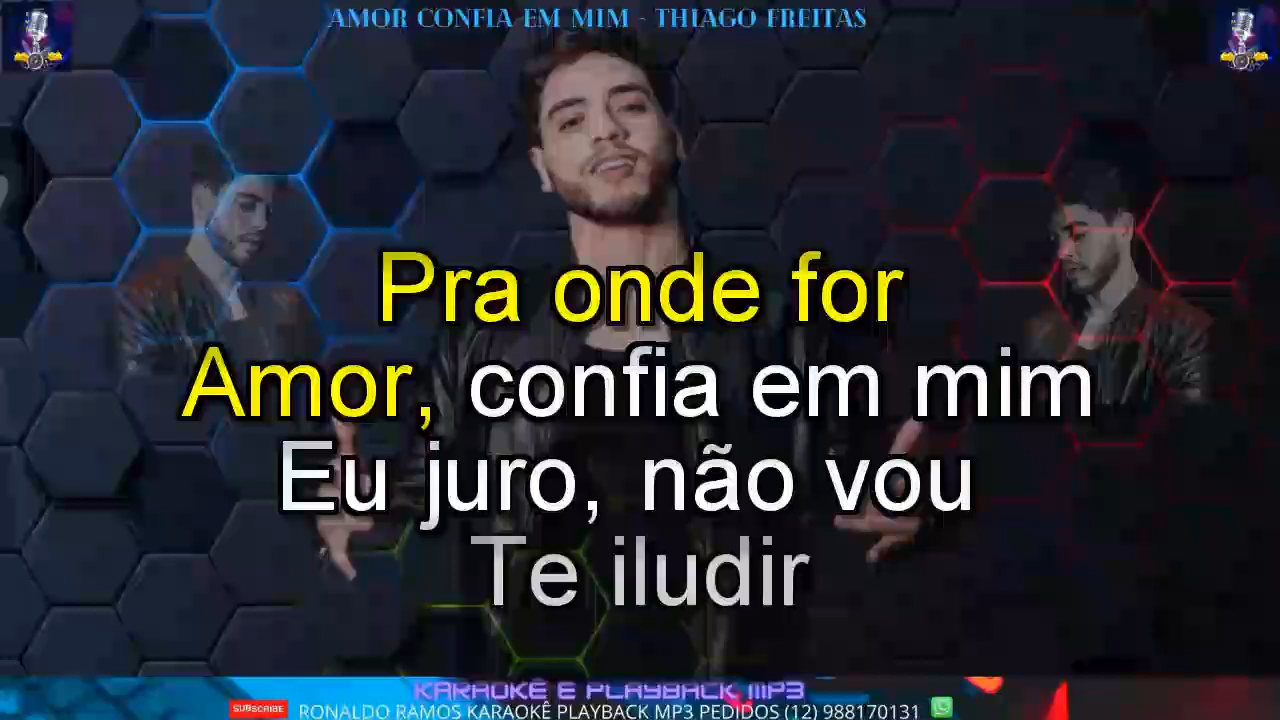 AMOR CONFIA EM MIM - THIAGO FREITAS
Pra onde for
Amor, confia em mim
Eu juro, não vou
Te iludir
KARAOKÊ E PLAYBACK MP3
SUBSCRIBE
RONALDO RAMOS KARAOKÊ PLAYBACK MP3 PEDIDOS (12) 988170131